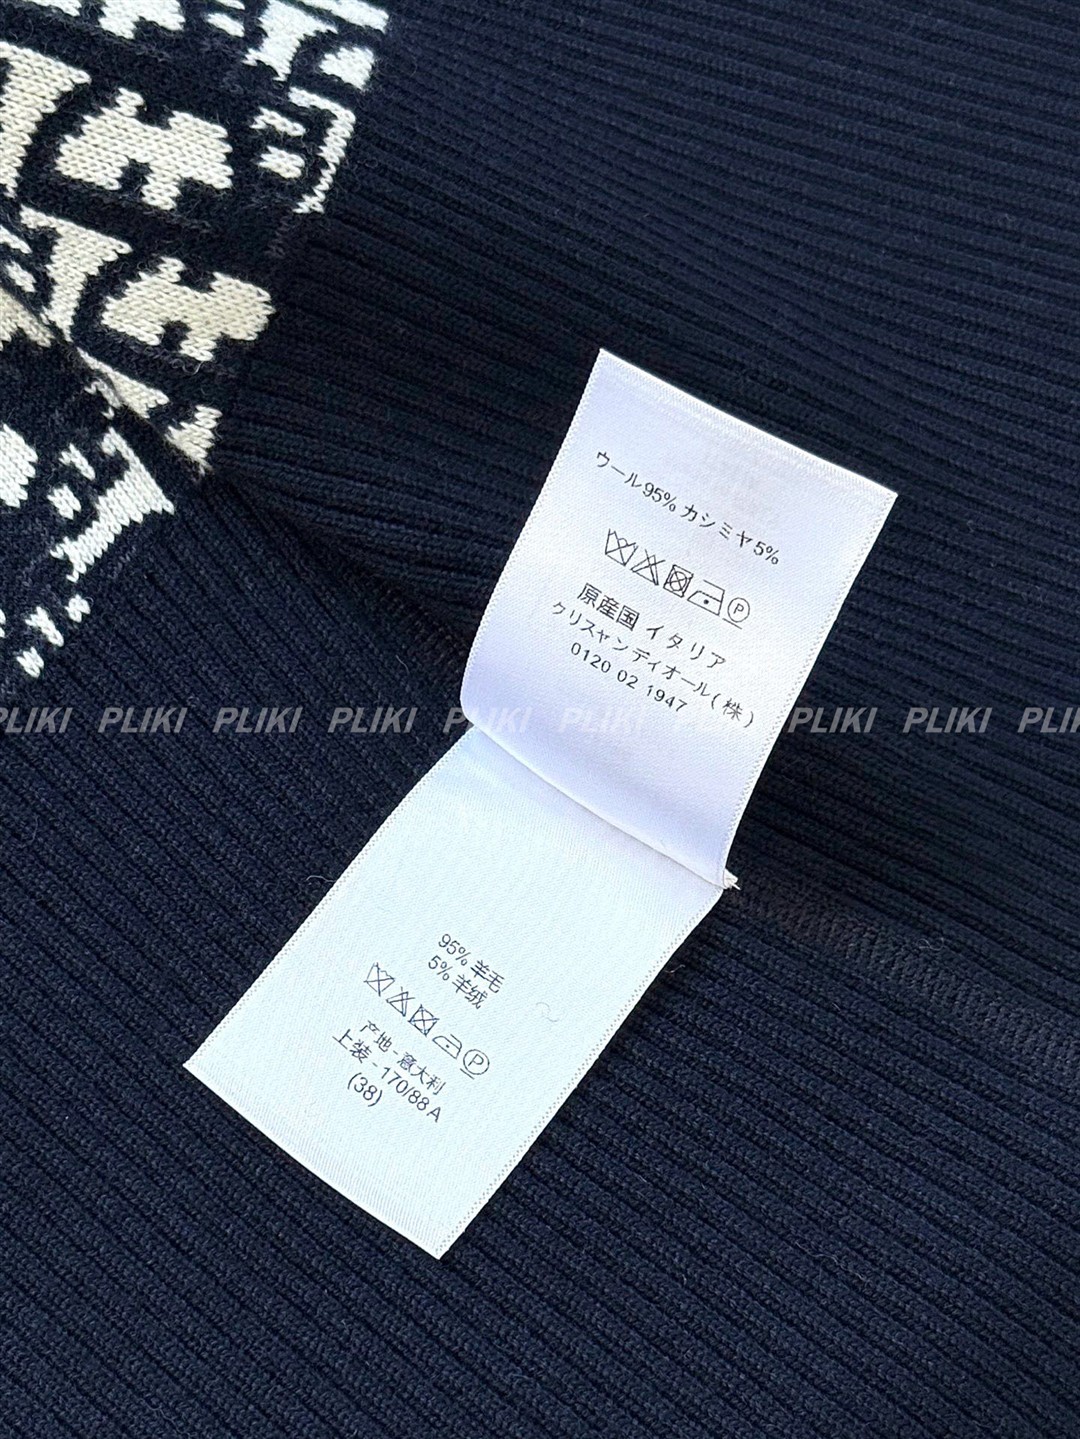 ウール95% カシミヤ5%
P
原産国 イタリア
クリスチャンディオール(株)
0120 02 1947
PLIKI PLIKI PLIKI PLIKI PLIKI PLIKI PLIKI PLIKI PLIKI PLIKI
95% 羊毛
5% 羊绒
P
产地 - 意大利
上装 - 170/88 A
(38)